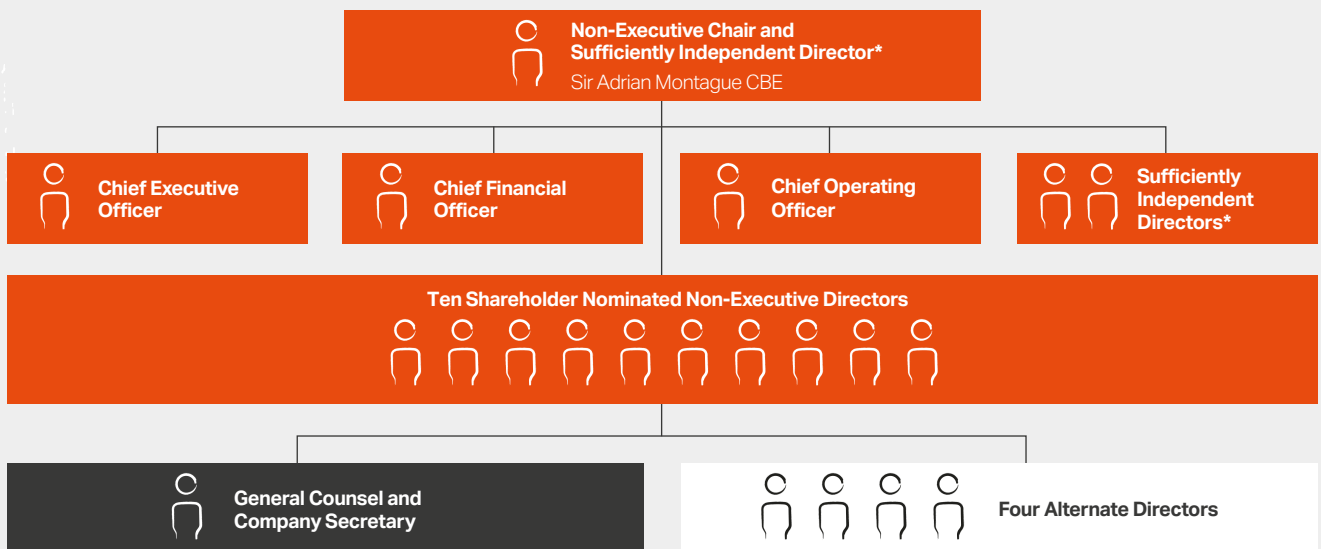 Non-Executive Chair and
Sufficiently Independent Director*
Sir Adrian Montague CBE
Chief Executive
Officer
Chief Financial
Officer
Chief Operating
Officer
Sufficiently
Independent
Directors*
Ten Shareholder Nominated Non-Executive Directors
General Counsel and
Company Secretary
Four Alternate Directors